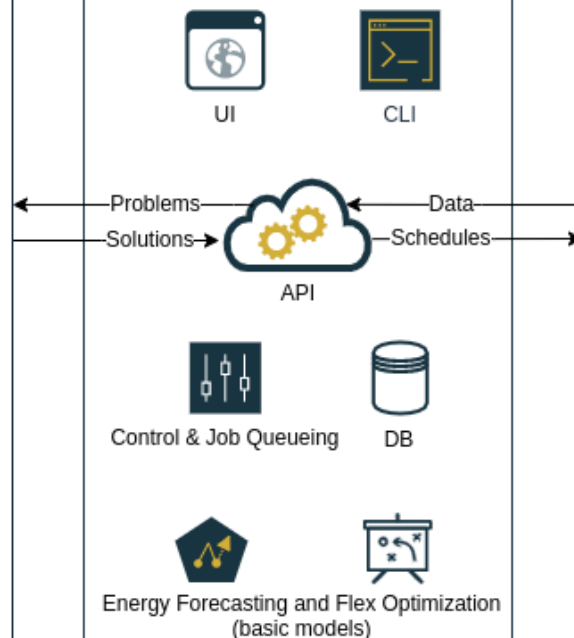 UI
CLI
Problems
Data
Solutions
Schedules
API
Control & Job Queueing
DB
Energy Forecasting and Flex Optimization
(basic models)